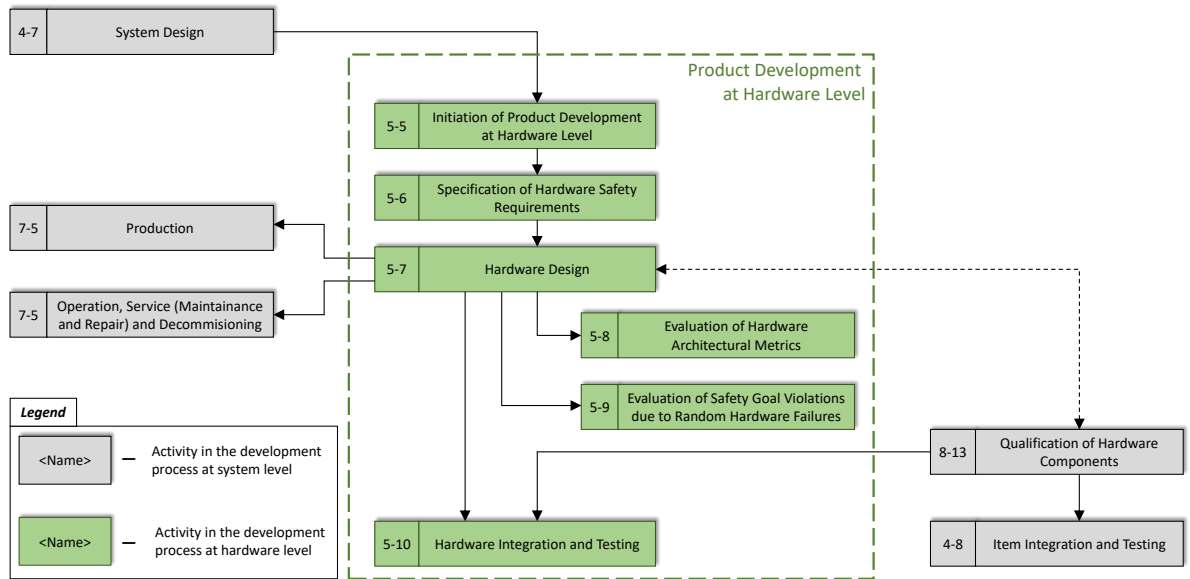 4-7 System Design
Product Development
at Hardware Level
5-5 Initiation of Product Development
at Hardware Level
5-6 Specification of Hardware Safety
Requirements
7-5 Production
5-7 Hardware Design
7-5 Operation, Service (Maintainance
and Repair) and Decommisioning
5-8 Evaluation of Hardware
Architectural Metrics
5-9 Evaluation of Safety Goal Violations
due to Random Hardware Failures
Legend
<Name> — Activity in the development
process at system level
<Name> — Activity in the development
process at hardware level
8-13 Qualification of Hardware
Components
5-10 Hardware Integration and Testing
4-8 Item Integration and Testing